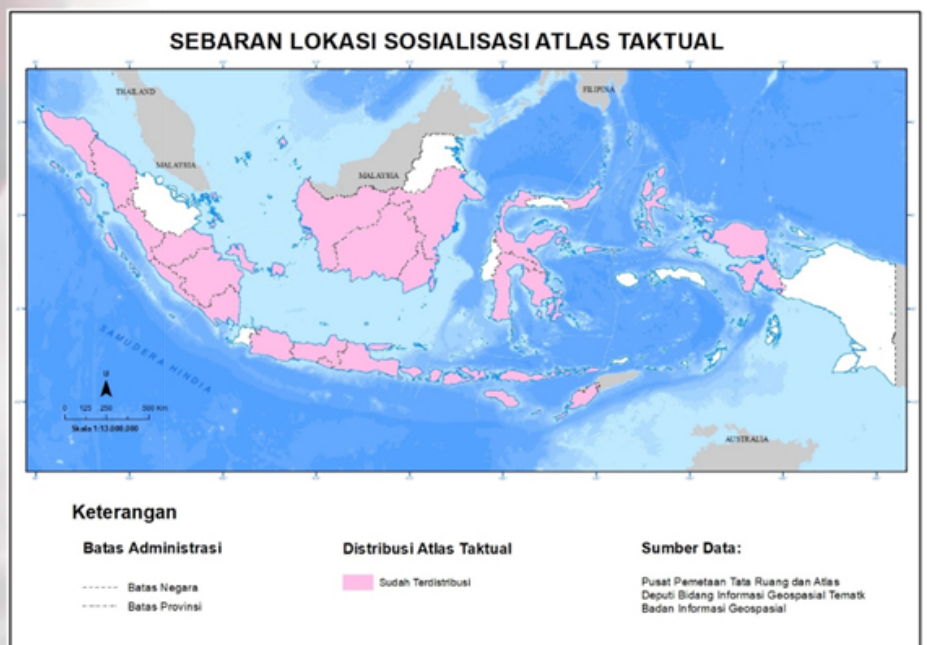 SEBARAN LOKASI SOSIALISASI ATLAS TAKTUAL
THAILAND
FILIPINA
MALAYSIA
MALAYSIA
SAMUDERA HINDIA
U
0 125 250 500 Km
Skala 1:13.000.000
AUSTRALIA
Keterangan
Batas Administrasi
Batas Negara
Batas Provinsi
Distribusi Atlas Taktual
Sudah Terdistribusi
Sumber Data:
Pusat Pemetaan Tata Ruang dan Atlas
Deputi Bidang Informasi Geospasial Tematk
Badan Informasi Geospasial